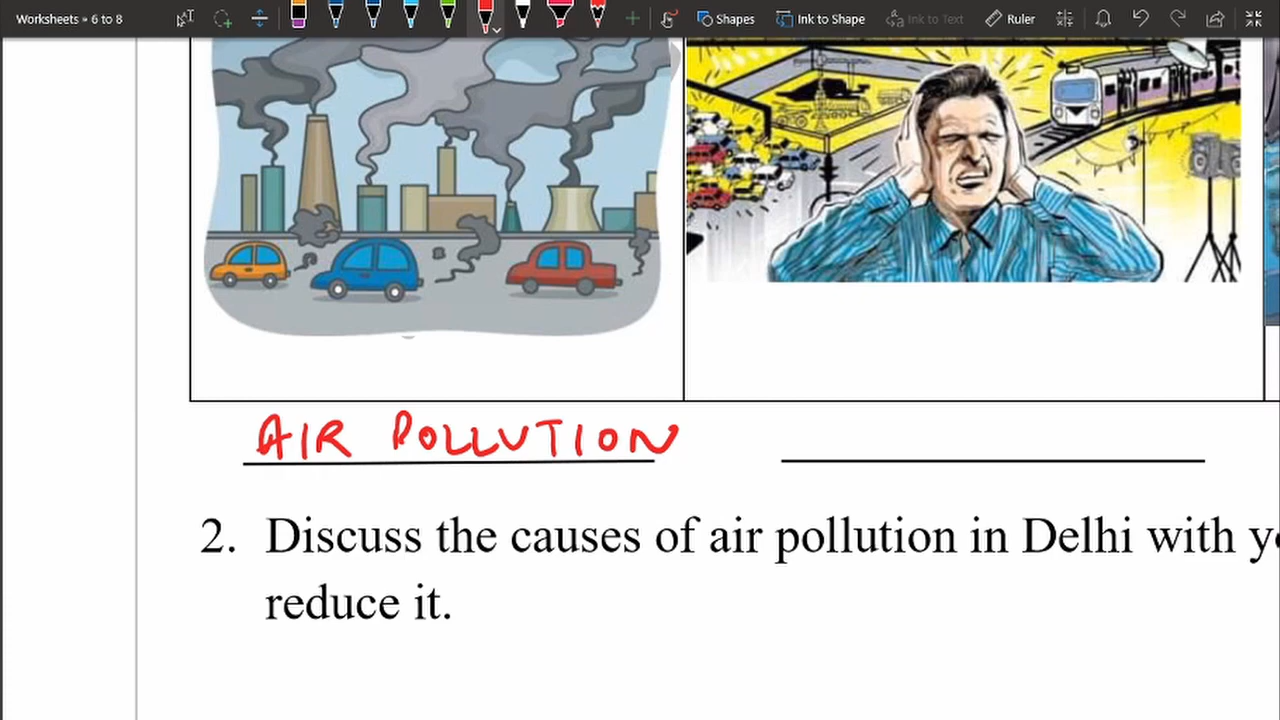 Worksheets » 6 to 8
Shapes
Ink to Shape
Ink to Text
Ruler
AIR POLLUTION
2. Discuss the causes of air pollution in Delhi with
reduce it.